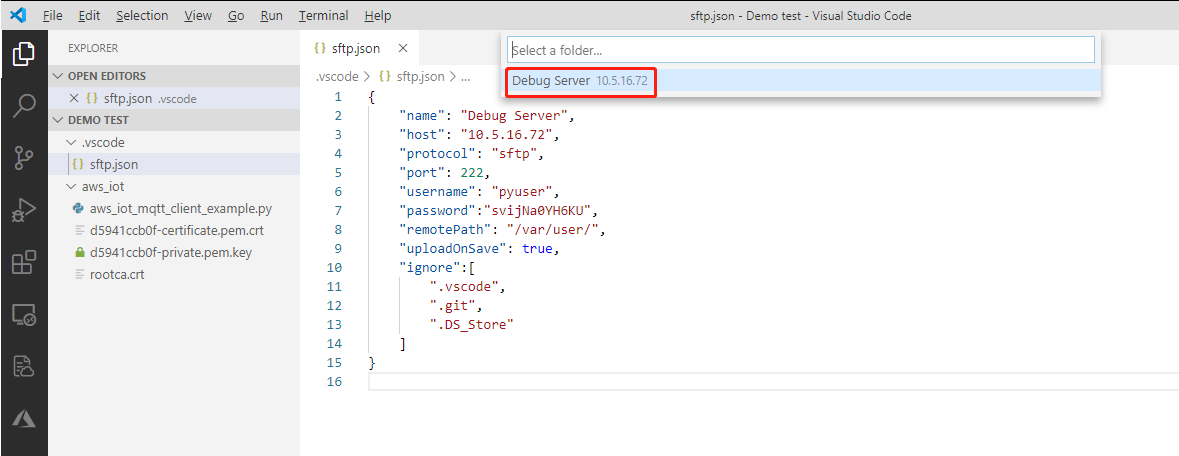 File Edit Selection View Go Run Terminal Help sftp.json - Demo test - Visual Studio Code
EXPLORER
OPEN EDITORS
sftp.json .vscode
DEMO TEST
.vscode
sftp.json
aws_iot
aws_iot_mqtt_client_example.py
d5941ccb0f-certificate.pem.crt
d5941ccb0f-private.pem.key
rootca.crt
sftp.json
Select a folder...
Debug Server 10.5.16.72
.vscode > {} sftp.json > ...
1 {
2 "name": "Debug Server",
3 "host": "10.5.16.72",
4 "protocol": "sftp",
5 "port": 222,
6 "username": "pyuser",
7 "password":"svijNa0YH6KU",
8 "remotePath": "/var/user/",
9 "uploadOnSave": true,
10 "ignore":[
11 ".vscode",
12 ".git",
13 ".DS_Store"
14 ]
15 }
16